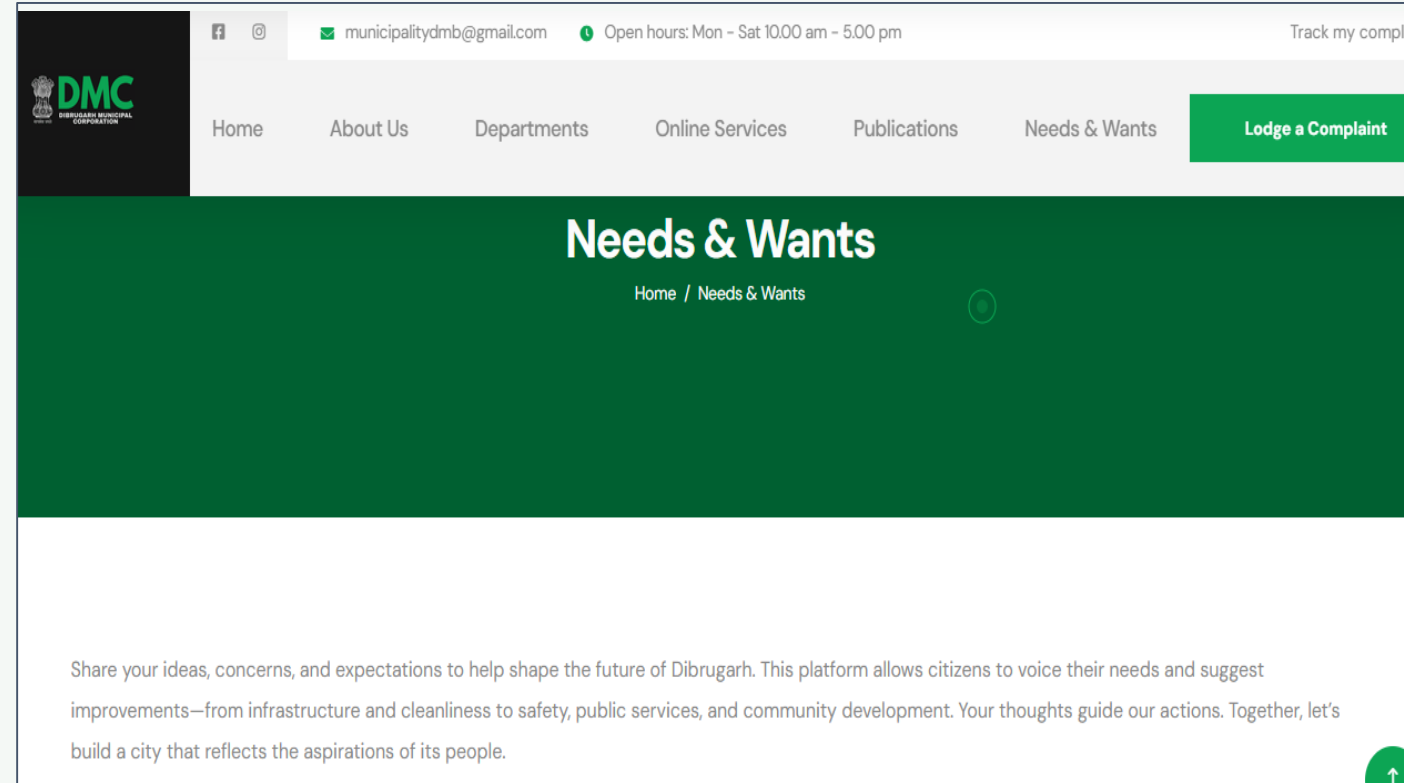 municipalitydmb@gmail.com
Open hours: Mon - Sat 10.00 am - 5.00 pm
Track my compl
DMC
DIBRUGARH MUNICIPAL
CORPORATION
Home
About Us
Departments
Online Services
Publications
Needs & Wants
Lodge a Complaint
Needs & Wants
Home / Needs & Wants
Share your ideas, concerns, and expectations to help shape the future of Dibrugarh. This platform allows citizens to voice their needs and suggest
improvements—from infrastructure and cleanliness to safety, public services, and community development. Your thoughts guide our actions. Together, let's
build a city that reflects the aspirations of its people.